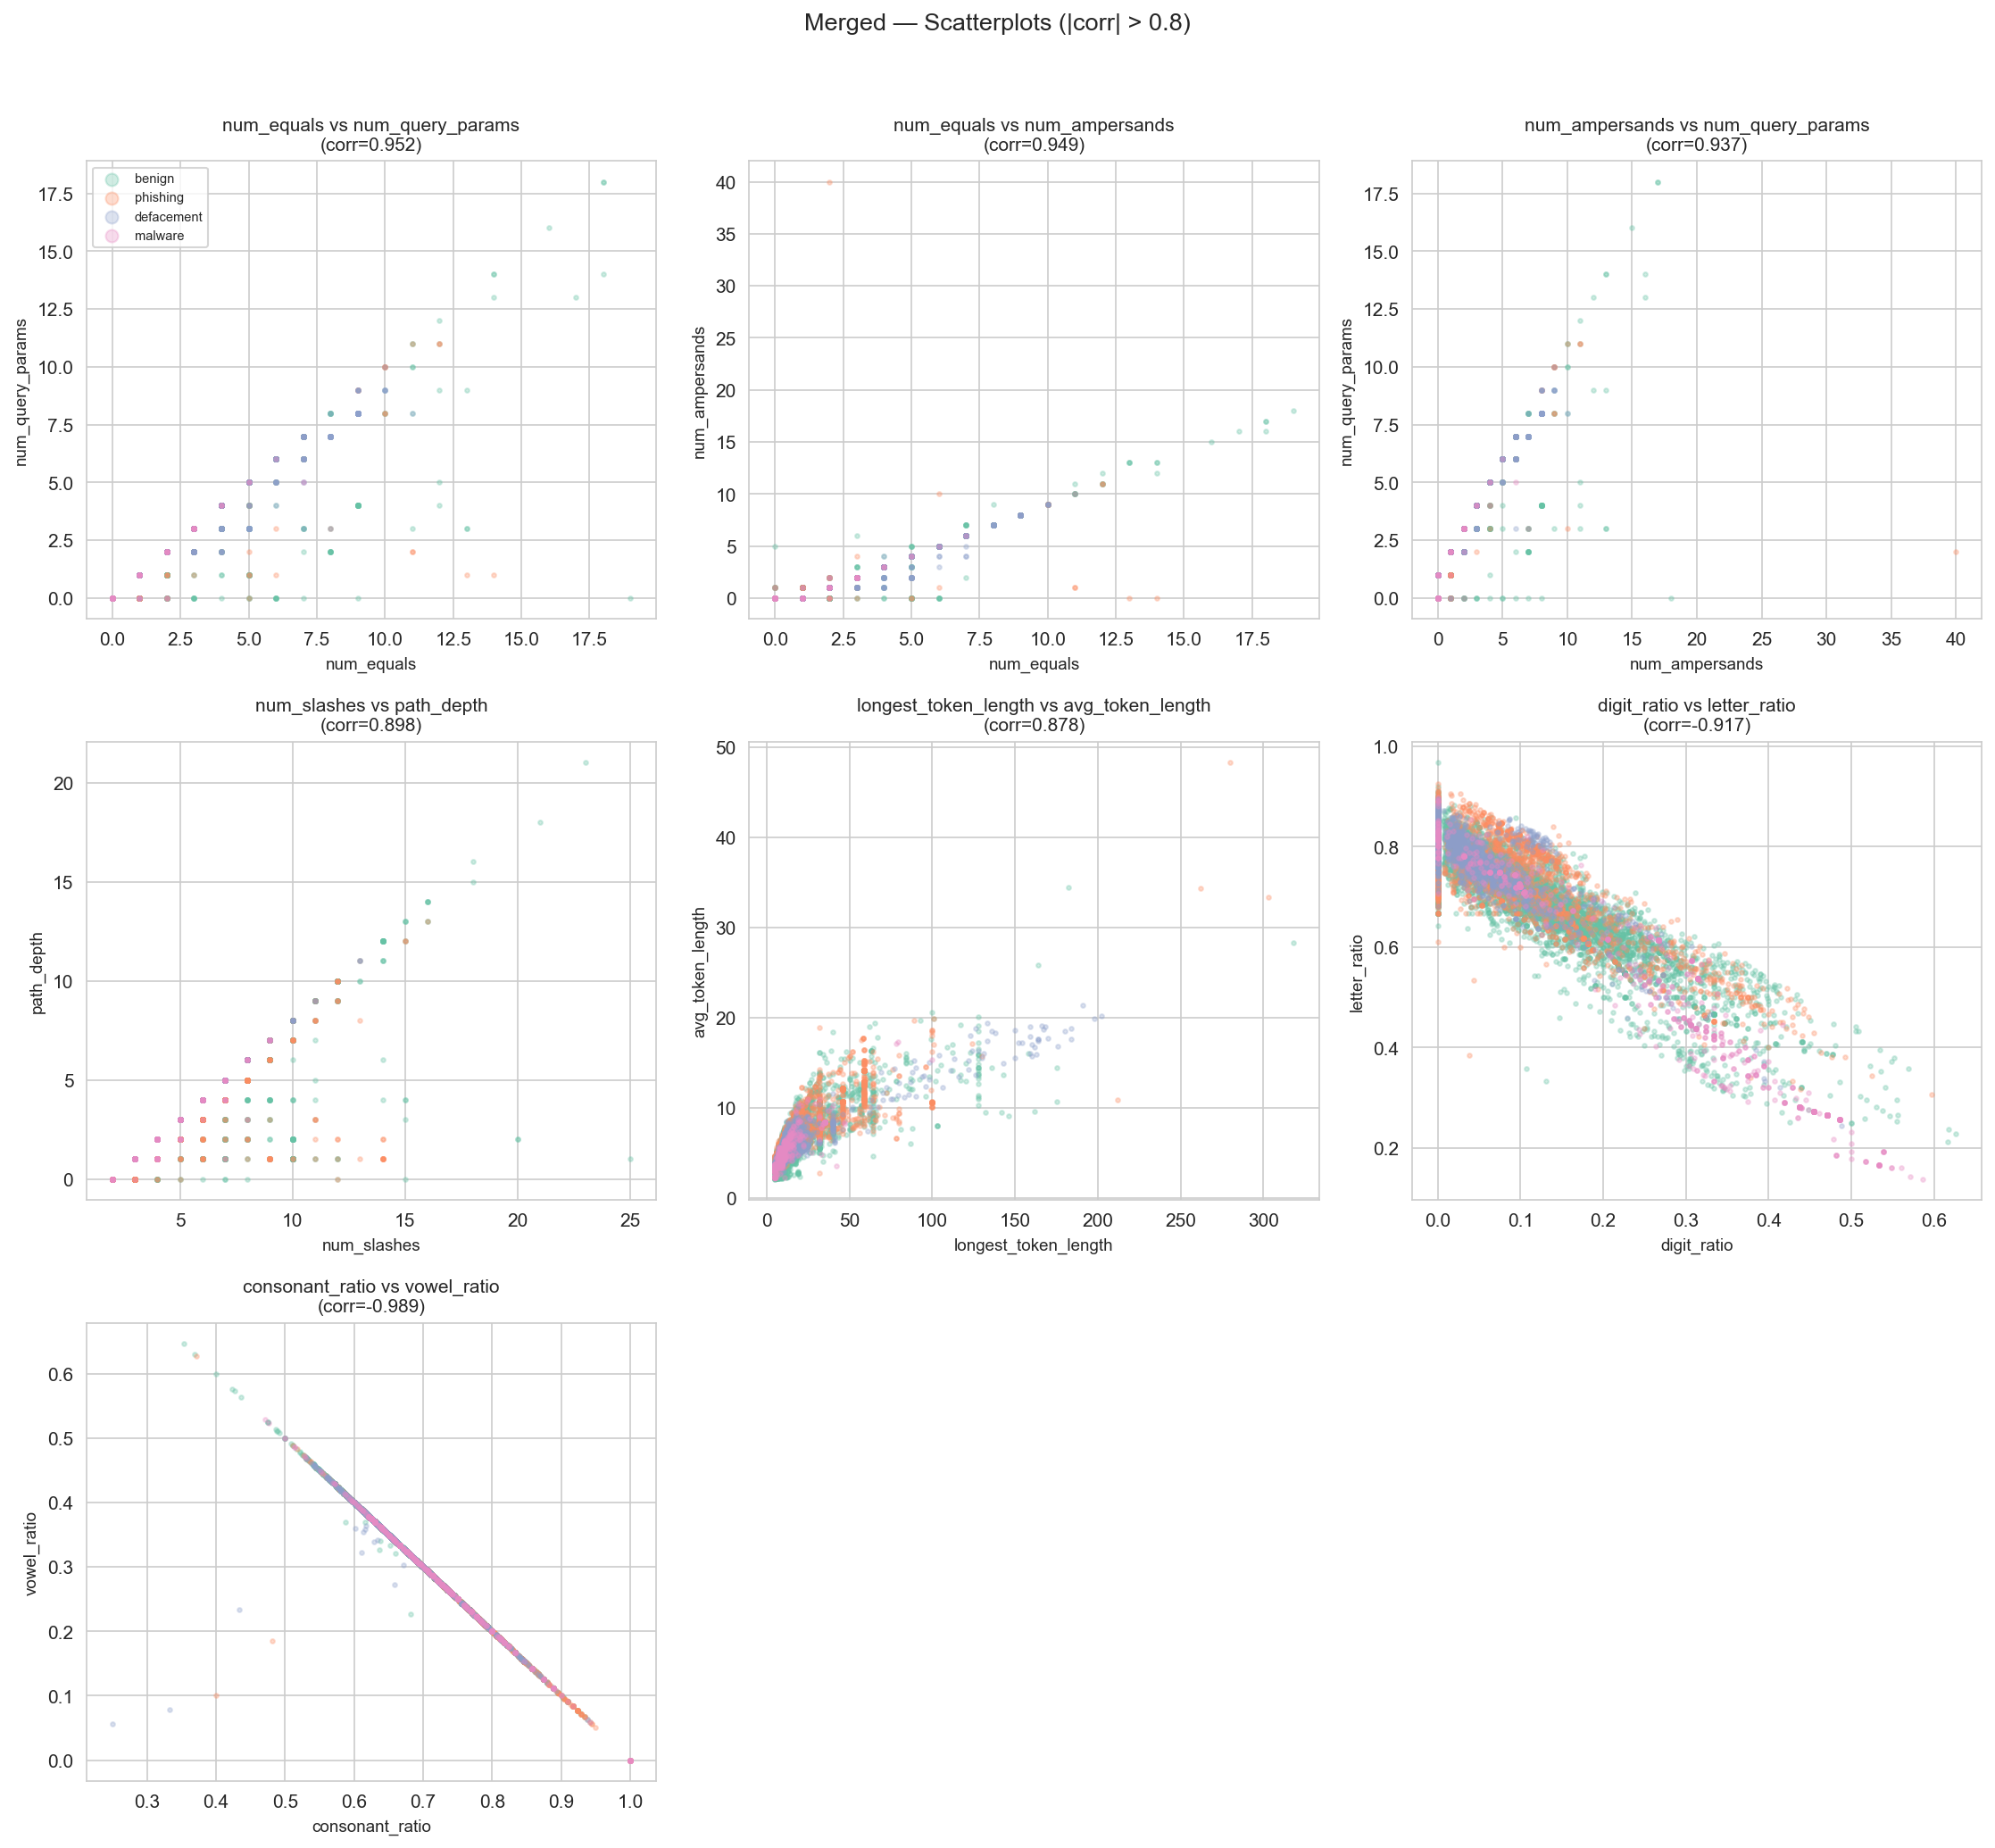 Merged — Scatterplots (|corr| > 0.8)
num_equals vs num_query_params
(corr=0.952)
benign
phishing
defacement
malware
17.5
15.0
12.5
10.0
7.5
5.0
2.5
0.0
num_query_params
0.0 2.5 5.0 7.5 10.0 12.5 15.0 17.5
num_equals
num_equals vs num_ampersands
(corr=0.949)
40
35
30
25
20
15
10
5
0
num_ampersands
0.0 2.5 5.0 7.5 10.0 12.5 15.0 17.5
num_equals
num_ampersands vs num_query_params
(corr=0.937)
17.5
15.0
12.5
10.0
7.5
5.0
2.5
0.0
num_query_params
0 5 10 15 20 25 30 35 40
num_ampersands
num_slashes vs path_depth
(corr=0.898)
20
15
10
5
0
path_depth
5 10 15 20 25
num_slashes
longest_token_length vs avg_token_length
(corr=0.878)
50
40
30
20
10
0
avg_token_length
0 50 100 150 200 250 300
longest_token_length
digit_ratio vs letter_ratio
(corr=-0.917)
1.0
0.8
0.6
0.4
0.2
letter_ratio
0.0 0.1 0.2 0.3 0.4 0.5 0.6
digit_ratio
consonant_ratio vs vowel_ratio
(corr=-0.989)
0.6
0.5
0.4
0.3
0.2
0.1
0.0
vowel_ratio
0.3 0.4 0.5 0.6 0.7 0.8 0.9 1.0
consonant_ratio